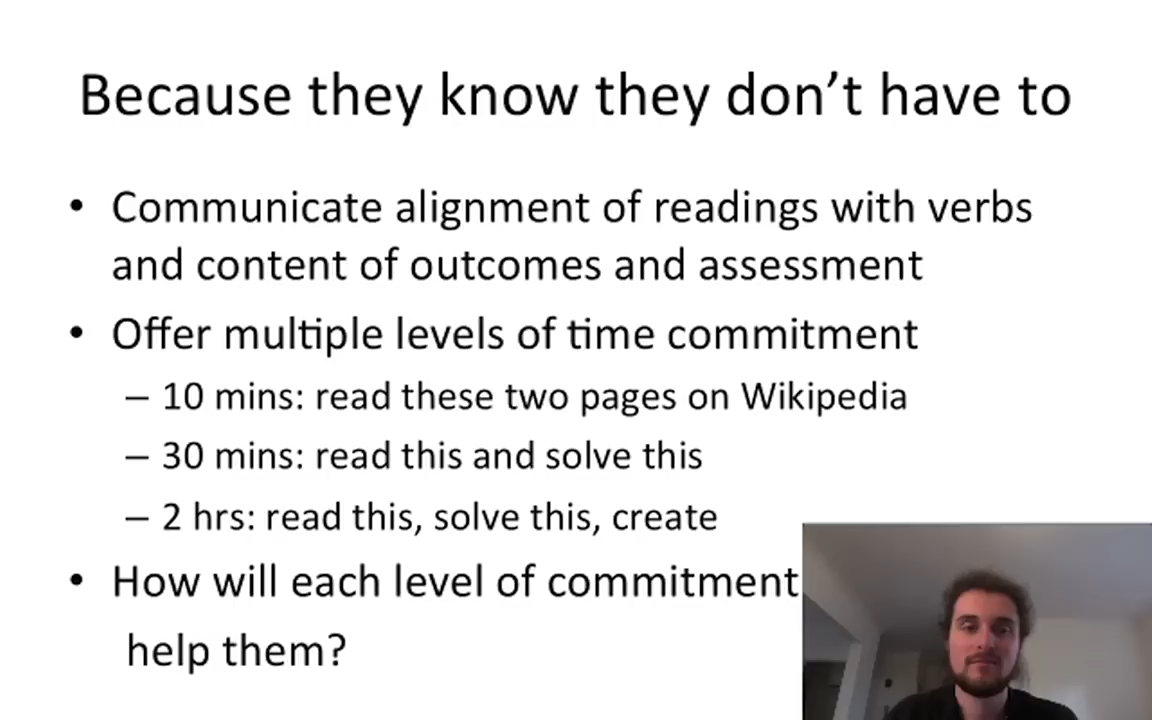 Because they know they don’t have to
• Communicate alignment of readings with verbs
and content of outcomes and assessment
• Offer multiple levels of time commitment
– 10 mins: read these two pages on Wikipedia
– 30 mins: read this and solve this
– 2 hrs: read this, solve this, create
• How will each level of commitment
help them?